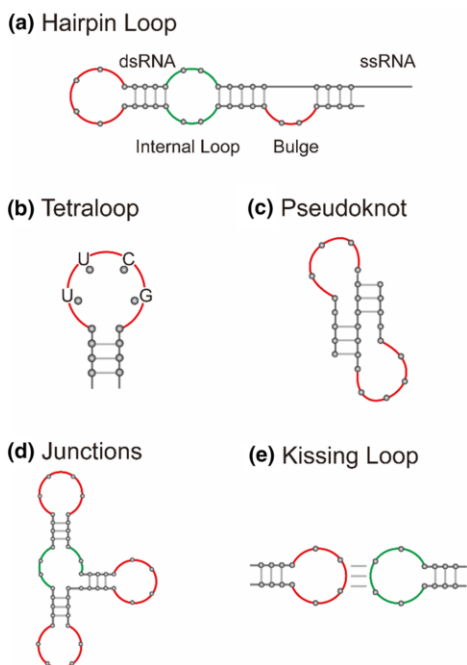 (a) Hairpin Loop
dsRNA
ssRNA
Internal Loop
Bulge
(b) Tetraloop
U
U
C
G
(c) Pseudoknot
(d) Junctions
(e) Kissing Loop